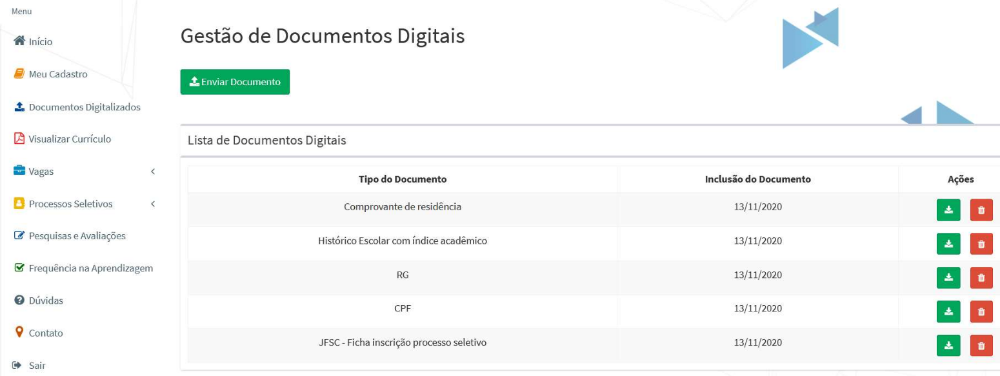 Menu
Início
Meu Cadastro
Documentos Digitalizados
Visualizar Currículo
Vagas
Processos Seletivos
Pesquisas e Avaliações
Frequência na Aprendizagem
Dúvidas
Contato
Sair
Gestão de Documentos Digitais
Enviar Documento
Lista de Documentos Digitais
Tipo do Documento Inclusão do Documento Ações
Comprovante de residência 13/11/2020
Histórico Escolar com índice acadêmico 13/11/2020
RG 13/11/2020
CPF 13/11/2020
JFSC - Ficha inscrição processo seletivo 13/11/2020